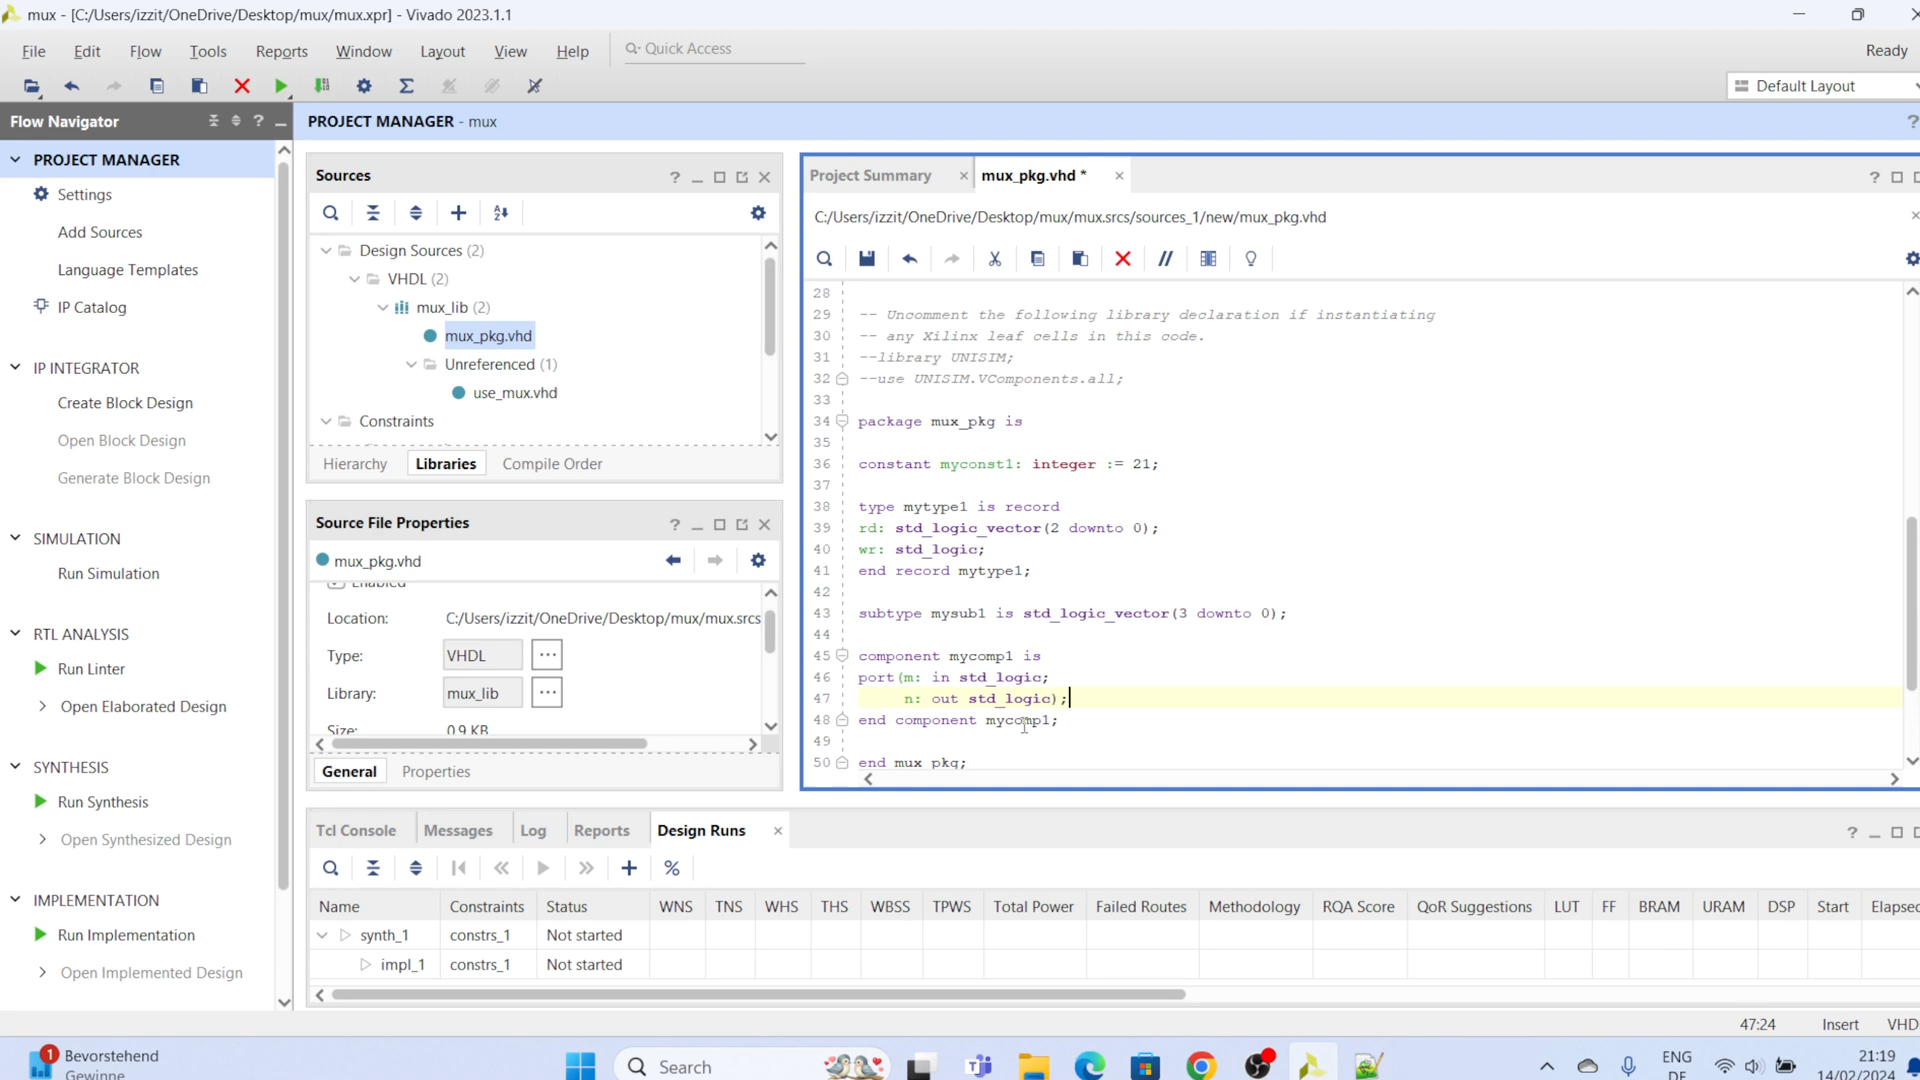 mux - [C:/Users/izzit/OneDrive/Desktop/mux/mux.xpr] - Vivado 2023.1.1
File Edit Flow Tools Reports Window Layout View Help Quick Access Ready
Default Layout
Flow Navigator ? PROJECT MANAGER - mux ?
PROJECT MANAGER
Settings
Add Sources
Language Templates
IP Catalog
IP INTEGRATOR
Create Block Design
Open Block Design
Generate Block Design
SIMULATION
Run Simulation
RTL ANALYSIS
Run Linter
Open Elaborated Design
SYNTHESIS
Run Synthesis
Open Synthesized Design
IMPLEMENTATION
Run Implementation
Open Implemented Design
Sources ?
Design Sources (2)
VHDL (2)
mux_lib (2)
mux_pkg.vhd
Unreferenced (1)
use_mux.vhd
Constraints
Hierarchy Libraries Compile Order
Source File Properties ?
mux_pkg.vhd
Enabled
Location: C:/Users/izzit/OneDrive/Desktop/mux/mux.srcs
Type: VHDL ...
Library: mux_lib ...
Size: 0.9 KB
General Properties
Project Summary mux_pkg.vhd * ?
C:/Users/izzit/OneDrive/Desktop/mux/mux.srcs/sources_1/new/mux_pkg.vhd
28
29 -- Uncomment the following library declaration if instantiating
30 -- any Xilinx leaf cells in this code.
31 --library UNISIM;
32 --use UNISIM.VComponents.all;
33
34 package mux_pkg is
35
36 constant myconst1: integer := 21;
37
38 type mytype1 is record
39 rd: std_logic_vector(2 downto 0);
40 wr: std_logic;
41 end record mytype1;
42
43 subtype mysub1 is std_logic_vector(3 downto 0);
44
45 component mycomp1 is
46 port(m: in std_logic;
47 n: out std_logic);
48 end component mycomp1;
49
50 end mux_pkg;
Tcl Console Messages Log Reports Design Runs ?
Name Constraints Status WNS TNS WHS THS WBSS TPWS Total Power Failed Routes Methodology RQA Score QoR Suggestions LUT FF BRAM URAM DSP Start Elapsed
synth_1 constrs_1 Not started
impl_1 constrs_1 Not started
47:24 Insert VHD
1 Bevorstehend
Gewinne
Search
ENG
DE
21:19
14/02/2024